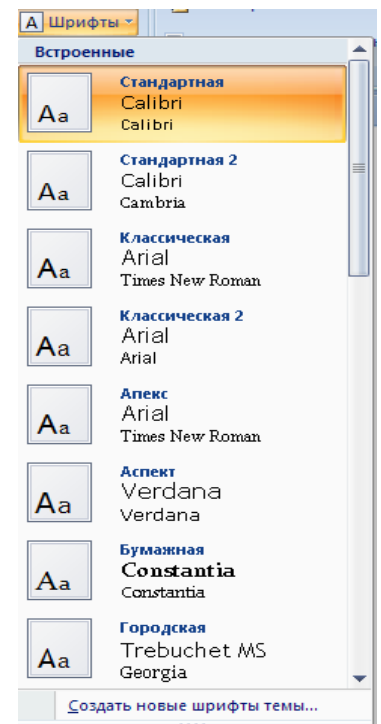 A Шрифты
Встроенные
Aa
Стандартная
Calibri
Calibri
Aa
Стандартная 2
Calibri
Cambria
Aa
Классическая
Arial
Times New Roman
Aa
Классическая 2
Arial
Arial
Aa
Апекс
Arial
Times New Roman
Aa
Аспект
Verdana
Verdana
Aa
Бумажная
Constantia
Constantia
Aa
Городская
Trebuchet MS
Georgia
Создать новые шрифты темы...